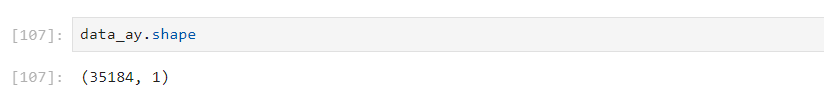 [107]: data_ay.shape
[107]: (35184, 1)